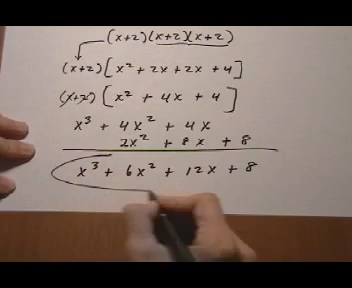 (x+2)(x+2)(x+2)
(x+2)[x² + 2x + 2x + 4]
(x+2)[x² + 4x + 4]
x³ + 4x² + 4x
2x² + 8x + 8
x³ + 6x² + 12x + 8